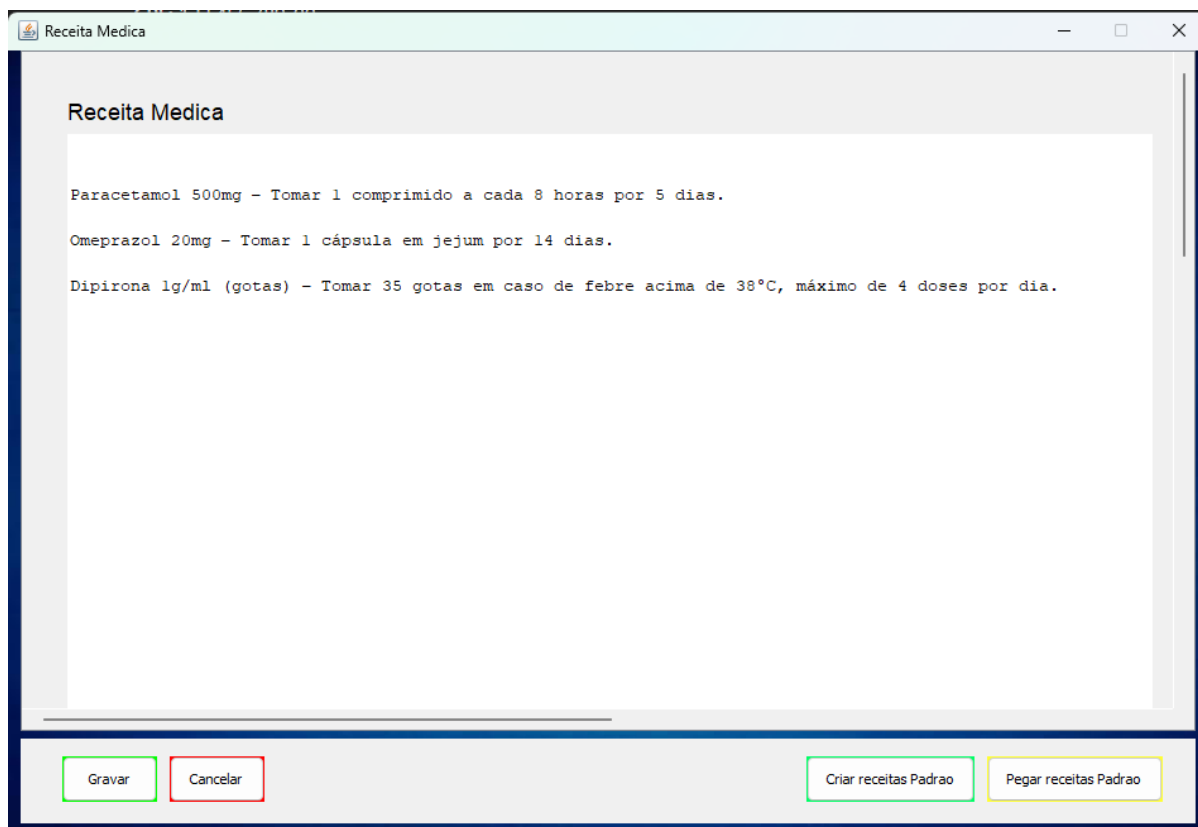 Receita Medica
Receita Medica
Paracetamol 500mg – Tomar 1 comprimido a cada 8 horas por 5 dias.
Omeprazol 20mg – Tomar 1 cápsula em jejum por 14 dias.
Dipirona 1g/ml (gotas) – Tomar 35 gotas em caso de febre acima de 38°C, máximo de 4 doses por dia.
Gravar Cancelar Criar receitas Padrao Pegar receitas Padrao